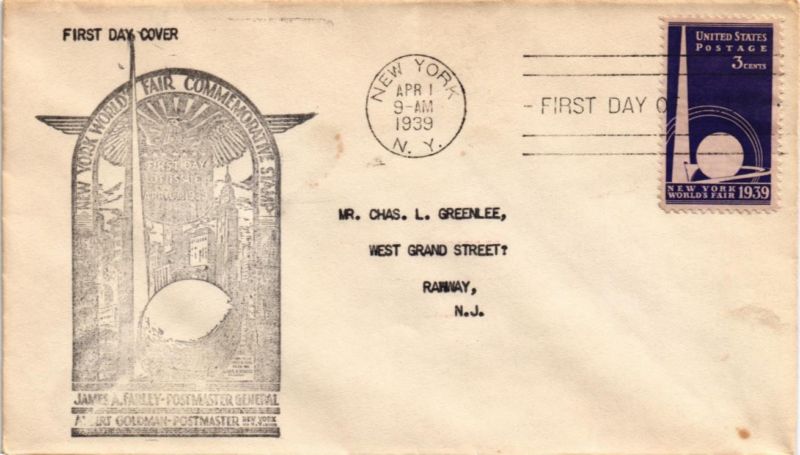 FIRST DAY COVER
NEW YORK WORLD'S FAIR COMMEMORATIVE STAMP
FIRST DAY
JAMES A. FARLEY-POSTMASTER GENERAL
ALBERT GOLDMAN-POSTMASTER NEW YORK
NEW YORK
APR 1
9-AM
1939
N. Y.
- FIRST DAY O
UNITED STATES
POSTAGE
3 CENTS
NEW YORK
WORLD'S FAIR 1939
MR. CHAS. L. GREENLEE,
WEST GRAND STREET?
RAHWAY,
N.J.